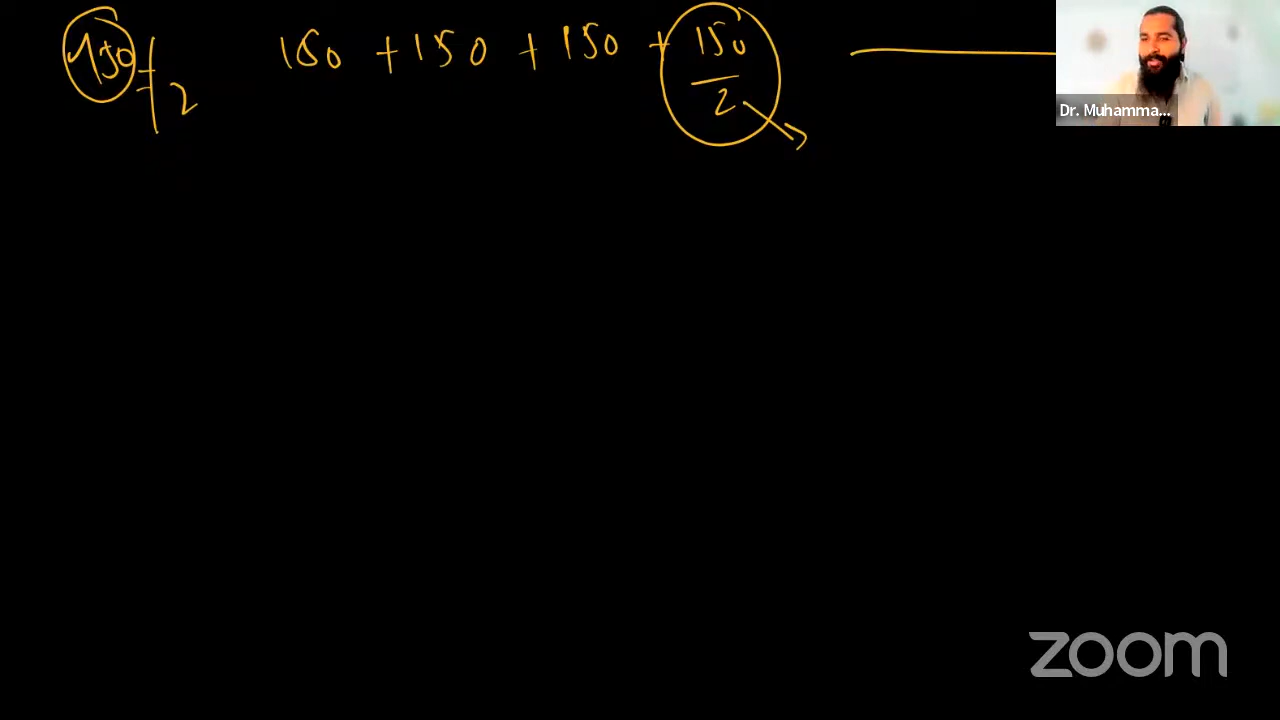 150 150 + 150 + 150 + 150
2 2
Dr. Muhamma...
zoom